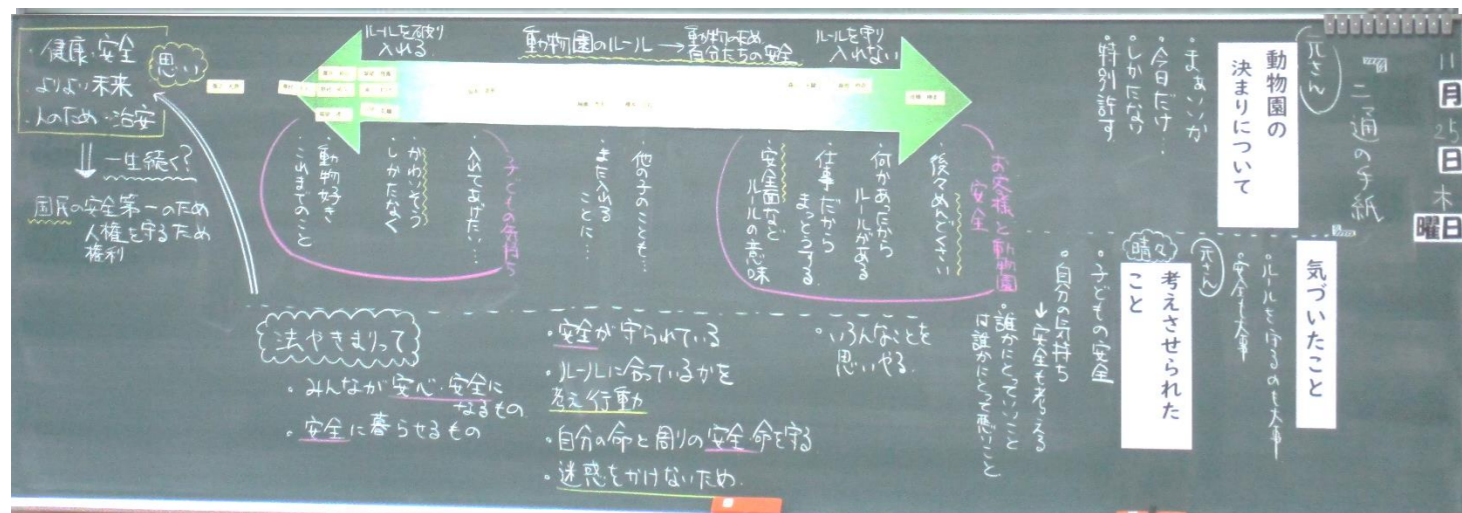 11月25日木曜日
二通の手紙
元さん
動物園の
決まりについて
・まぁいいか
・今日だけ…
・しかたない
・特別許す
気づいたこと
・ルールを守るのも大事
・安全も大事
元さん
晴々
考えさせられた
こと
・子どもの安全
・自分の気持ち
↓安全も考える
・誰かにとっていいこと
は誰かにとって悪いこと
ルールを守り
入れない
動物園のルール→動物のため
自分たちの安全
ルールを破り
入れる
お客様と動物園
安全
・後々めんどくさい
・何かあったから
ルールがある
・仕事だから
まっとうする
・安全面など
ルールの意味
・他の子のことも…
・また入れる
ことに…
子どもの気持ち
・入れてあげたい…
・かわいそう
しかたなく
・動物好き
・これまでのこと
・いろんなことを
思いやる
・安全が守られている
・ルールに合っているかを
考え行動
・自分の命と周りの安全、命を守る
・迷惑をかけないため
法やきまりって
・みんなが安心・安全に
なるもの
・安全に暮らせるもの
思い
・健康・安全
・よりよい未来
・人のため・治安
一生続く?
国民の安全第一のため
人権を守るため
権利